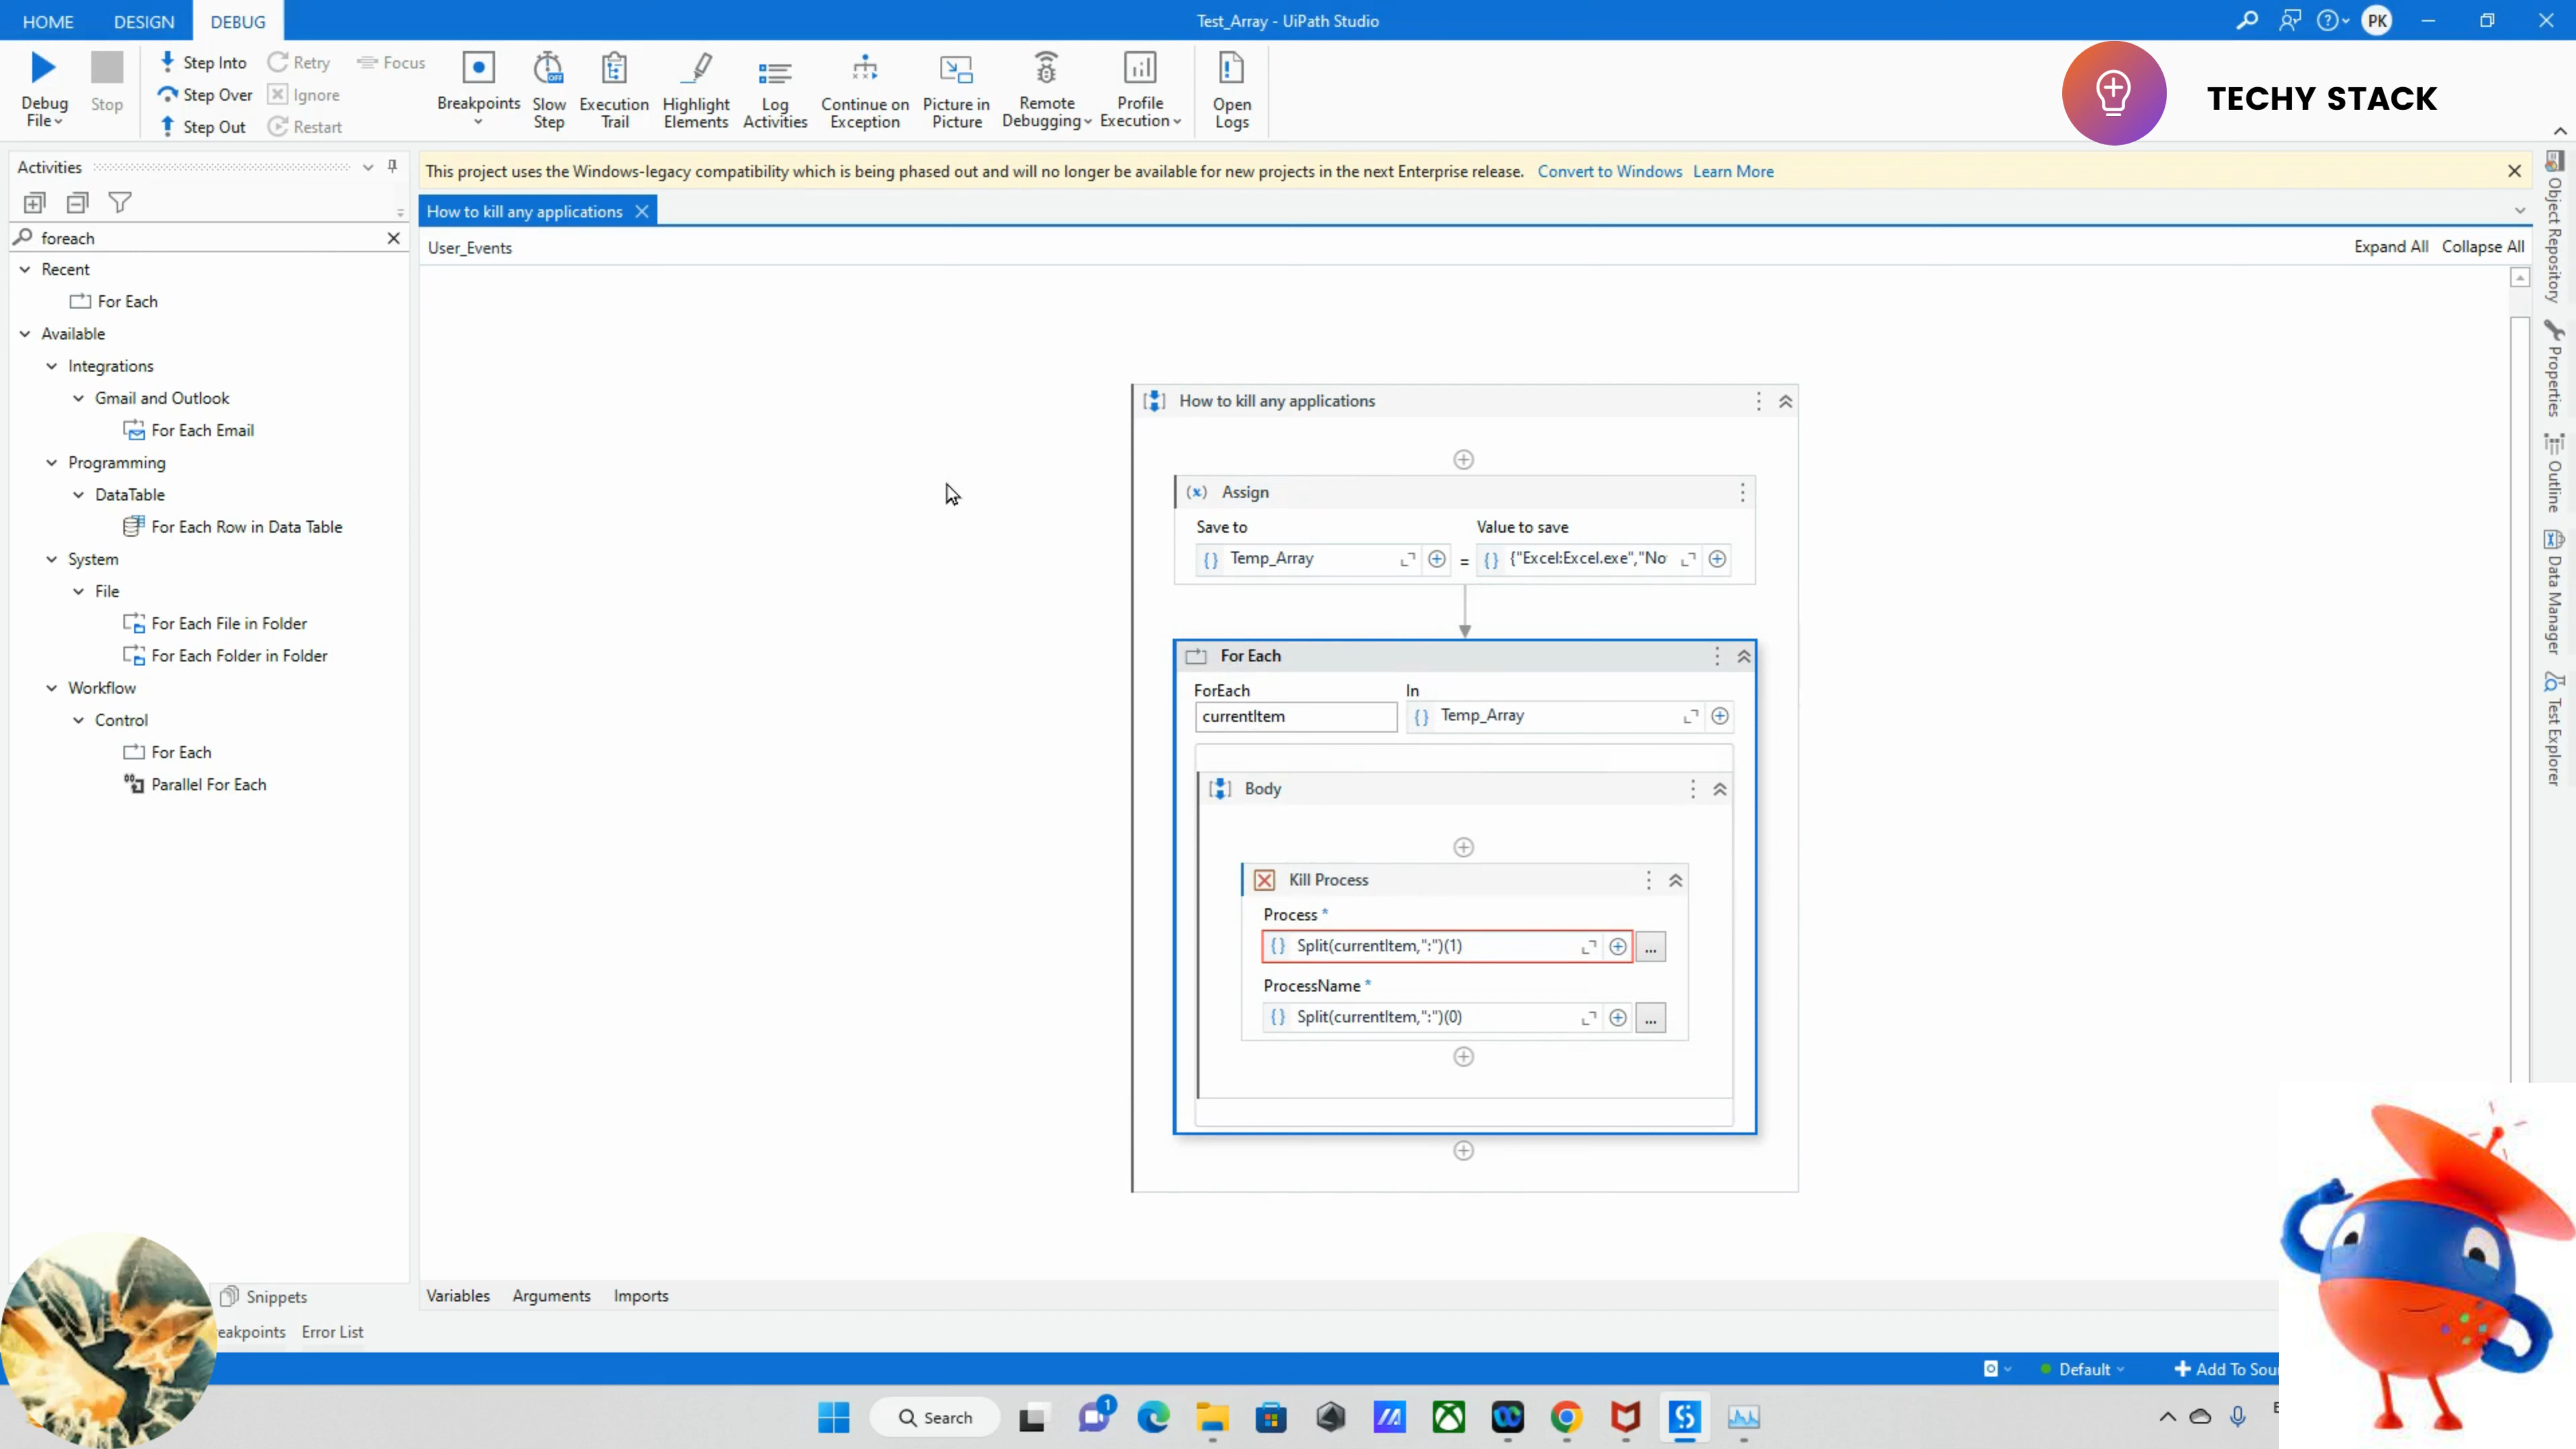 HOME DESIGN DEBUG Test_Array - UiPath Studio PK
Debug File Stop
Step Into Retry Focus
Step Over Ignore
Step Out Restart
Breakpoints
Slow Step
Execution Trail
Highlight Elements
Log Activities
Continue on Exception
Picture in Picture
Remote Debugging
Profile Execution
Open Logs
TECHY STACK
Activities
This project uses the Windows-legacy compatibility which is being phased out and will no longer be available for new projects in the next Enterprise release. Convert to Windows Learn More
foreach
Recent
For Each
Available
Integrations
Gmail and Outlook
For Each Email
Programming
DataTable
For Each Row in Data Table
System
File
For Each File in Folder
For Each Folder in Folder
Workflow
Control
For Each
Parallel For Each
How to kill any applications
User_Events Expand All Collapse All
How to kill any applications
(x) Assign
Save to Value to save
{} Temp_Array = {} {"Excel:Excel.exe","No
For Each
ForEach In
currentItem {} Temp_Array
Body
Kill Process
Process *
{} Split(currentItem,":")(1) ...
ProcessName *
{} Split(currentItem,":")(0) ...
Object Repository
Properties
Outline
Data Manager
Test Explorer
Snippets
Variables Arguments Imports
eakpoints Error List
Default Add To Sou
1
Search